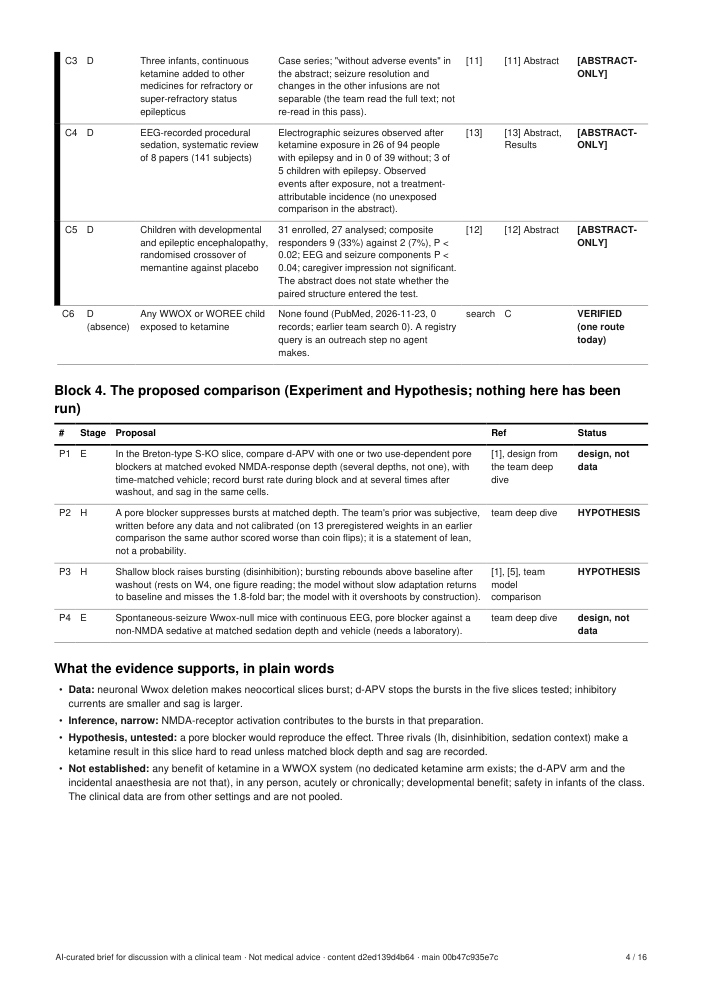 C3 D Three infants, continuous ketamine added to other medicines for refractory or super-refractory status epilepticus Case series; "without adverse events" in the abstract; seizure resolution and changes in the other infusions are not separable (the team read the full text; not re-read in this pass). [11] [11] Abstract [ABSTRACT-ONLY]
C4 D EEG-recorded procedural sedation, systematic review of 8 papers (141 subjects) Electrographic seizures observed after ketamine exposure in 26 of 94 people with epilepsy and in 0 of 39 without; 3 of 5 children with epilepsy. Observed events after exposure, not a treatment-attributable incidence (no unexposed comparison in the abstract). [13] [13] Abstract, Results [ABSTRACT-ONLY]
C5 D Children with developmental and epileptic encephalopathy, randomised crossover of memantine against placebo 31 enrolled, 27 analysed; composite responders 9 (33%) against 2 (7%), P < 0.02; EEG and seizure components P < 0.04; caregiver impression not significant. The abstract does not state whether the paired structure entered the test. [12] [12] Abstract [ABSTRACT-ONLY]
C6 D (absence) Any WWOX or WOREE child exposed to ketamine None found (PubMed, 2026-11-23, 0 records; earlier team search 0). A registry query is an outreach step no agent makes. search C VERIFIED (one route today)
Block 4. The proposed comparison (Experiment and Hypothesis; nothing here has been run)
# Stage Proposal Ref Status
P1 E In the Breton-type S-KO slice, compare d-APV with one or two use-dependent pore blockers at matched evoked NMDA-response depth (several depths, not one), with time-matched vehicle; record burst rate during block and at several times after washout, and sag in the same cells. [1], design from the team deep dive design, not data
P2 H A pore blocker suppresses bursts at matched depth. The team's prior was subjective, written before any data and not calibrated (on 13 preregistered weights in an earlier comparison the same author scored worse than coin flips); it is a statement of lean, not a probability. team deep dive HYPOTHESIS
P3 H Shallow block raises bursting (disinhibition); bursting rebounds above baseline after washout (rests on W4, one figure reading; the model without slow adaptation returns to baseline and misses the 1.8-fold bar; the model with it overshoots by construction). [1], [5], team model comparison HYPOTHESIS
P4 E Spontaneous-seizure Wwox-null mice with continuous EEG, pore blocker against a non-NMDA sedative at matched sedation depth and vehicle (needs a laboratory). team deep dive design, not data
What the evidence supports, in plain words
• Data: neuronal Wwox deletion makes neocortical slices burst; d-APV stops the bursts in the five slices tested; inhibitory currents are smaller and sag is larger.
• Inference, narrow: NMDA-receptor activation contributes to the bursts in that preparation.
• Hypothesis, untested: a pore blocker would reproduce the effect. Three rivals (Ih, disinhibition, sedation context) make a ketamine result in this slice hard to read unless matched block depth and sag are recorded.
• Not established: any benefit of ketamine in a WWOX system (no dedicated ketamine arm exists; the d-APV arm and the incidental anaesthesia are not that), in any person, acutely or chronically; developmental benefit; safety in infants of the class. The clinical data are from other settings and are not pooled.
AI-curated brief for discussion with a clinical team · Not medical advice · content d2ed139d4b64 · main 00b47c935e7c 4 / 16